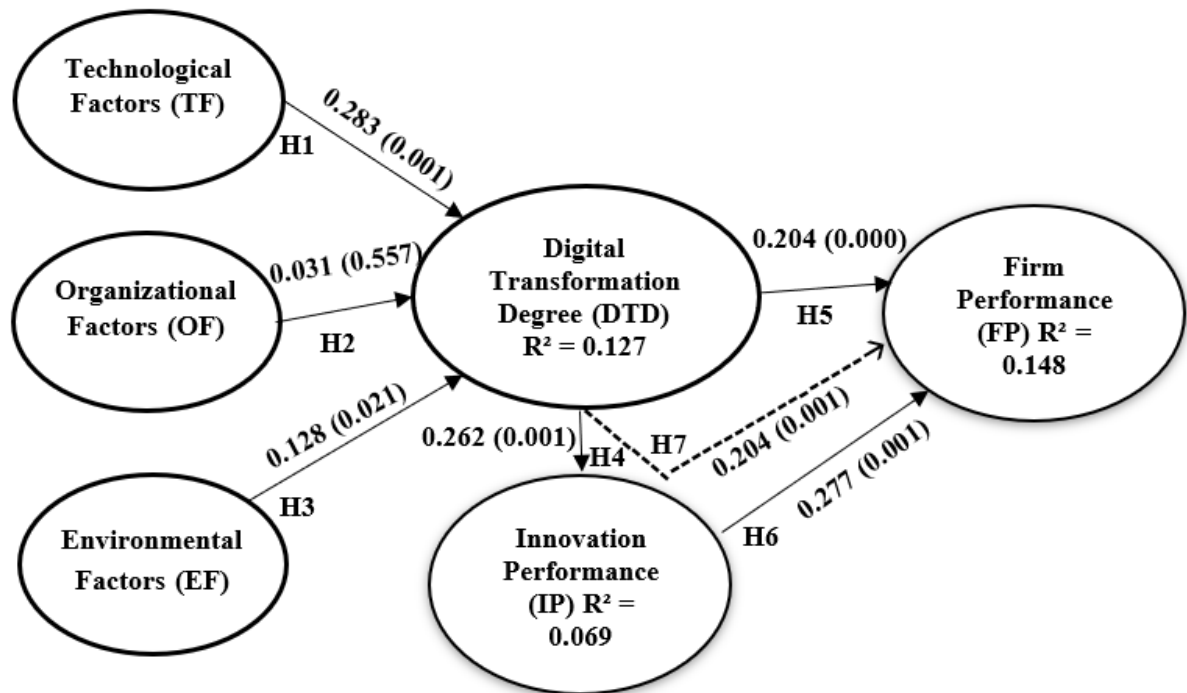 Technological
Factors (TF)
0.283 (0.001)
H1
Organizational
Factors (OF)
0.031 (0.557)
H2
Environmental
Factors (EF)
0.128 (0.021)
H3
Digital
Transformation
Degree (DTD)
R² = 0.127
0.204 (0.000)
H5
Firm
Performance
(FP) R² =
0.148
0.262 (0.001)
H4
H7
0.204 (0.001)
0.277 (0.001)
H6
Innovation
Performance
(IP) R² =
0.069